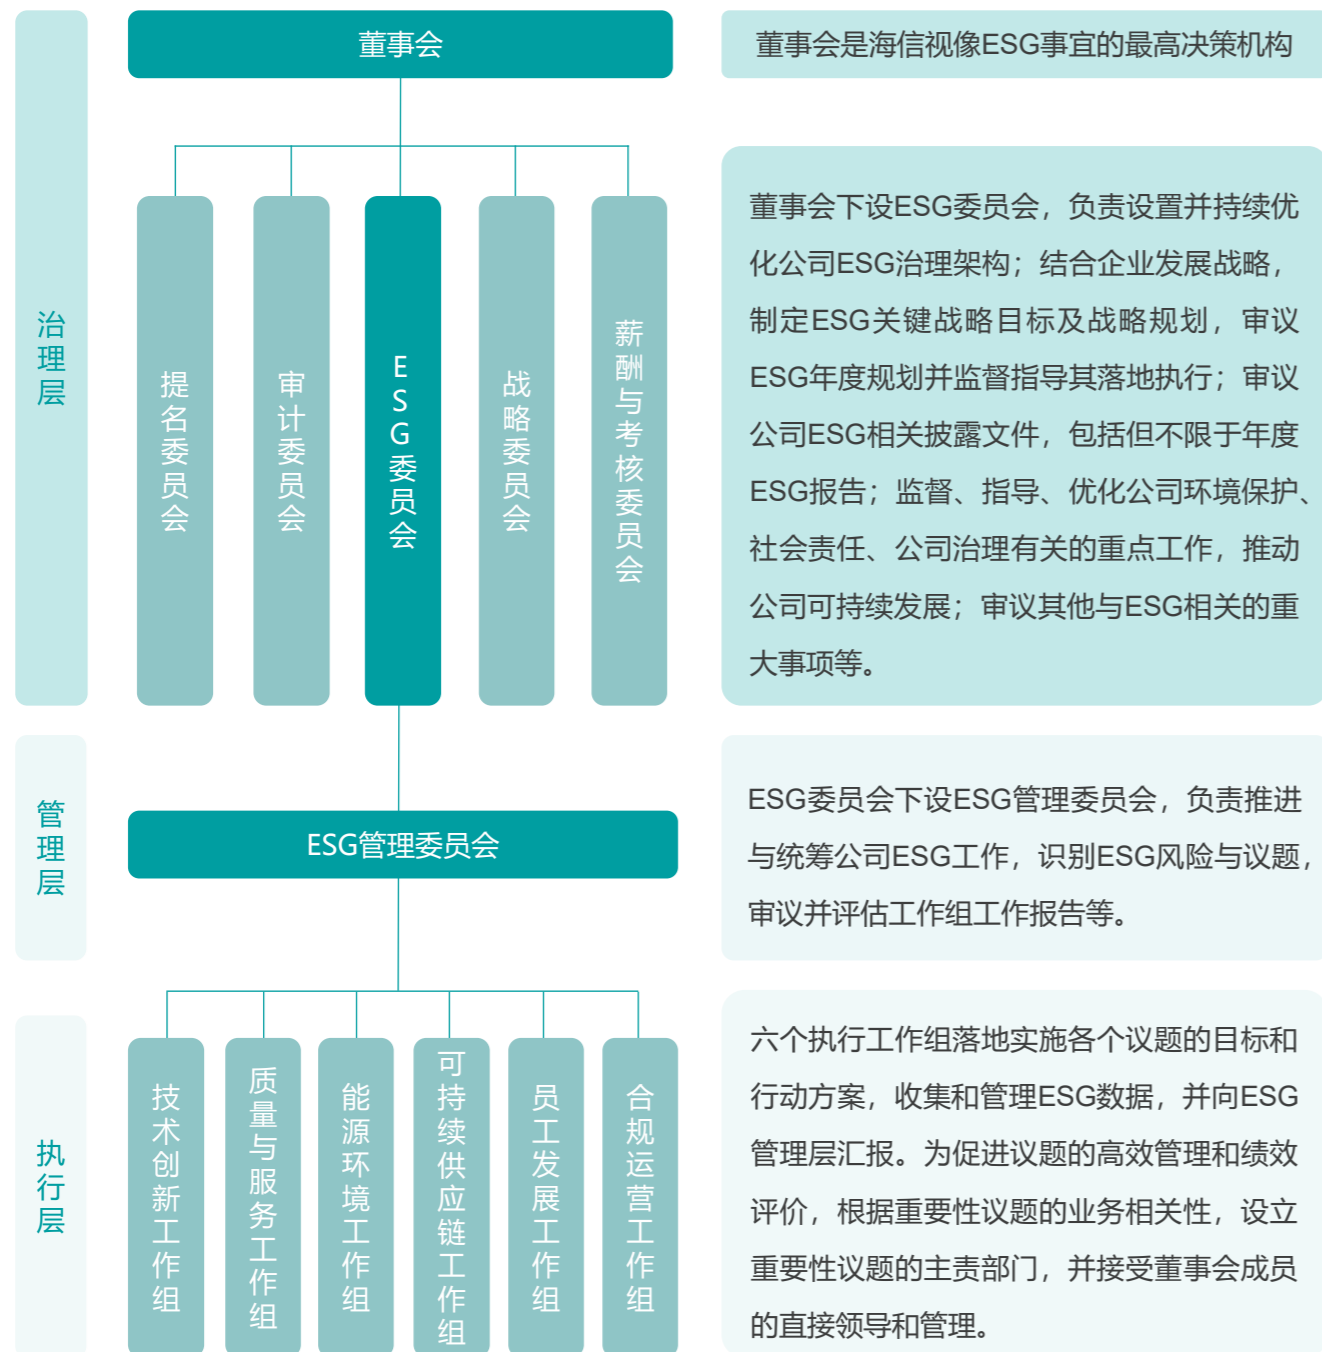 董事会
董事会是海信视像ESG事宜的最高决策机构
治理层
提名委员会
审计委员会
ESG委员会
战略委员会
薪酬与考核委员会
董事会下设ESG委员会，负责设置并持续优
化公司ESG治理架构；结合企业发展战略，
制定ESG关键战略目标及战略规划，审议
ESG年度规划并监督指导其落地执行；审议
公司ESG相关披露文件，包括但不限于年度
ESG报告；监督、指导、优化公司环境保护、
社会责任、公司治理有关的重点工作，推动
公司可持续发展；审议其他与ESG相关的重
大事项等。
管理层
ESG管理委员会
ESG委员会下设ESG管理委员会，负责推进
与统筹公司ESG工作，识别ESG风险与议题，
审议并评估工作组工作报告等。
执行层
技术创新工作组
质量与服务工作组
能源环境工作组
可持续供应链工作组
员工发展工作组
合规运营工作组
六个执行工作组落地实施各个议题的目标和
行动方案，收集和管理ESG数据，并向ESG
管理层汇报。为促进议题的高效管理和绩效
评价，根据重要性议题的业务相关性，设立
重要性议题的主责部门，并接受董事会成员
的直接领导和管理。